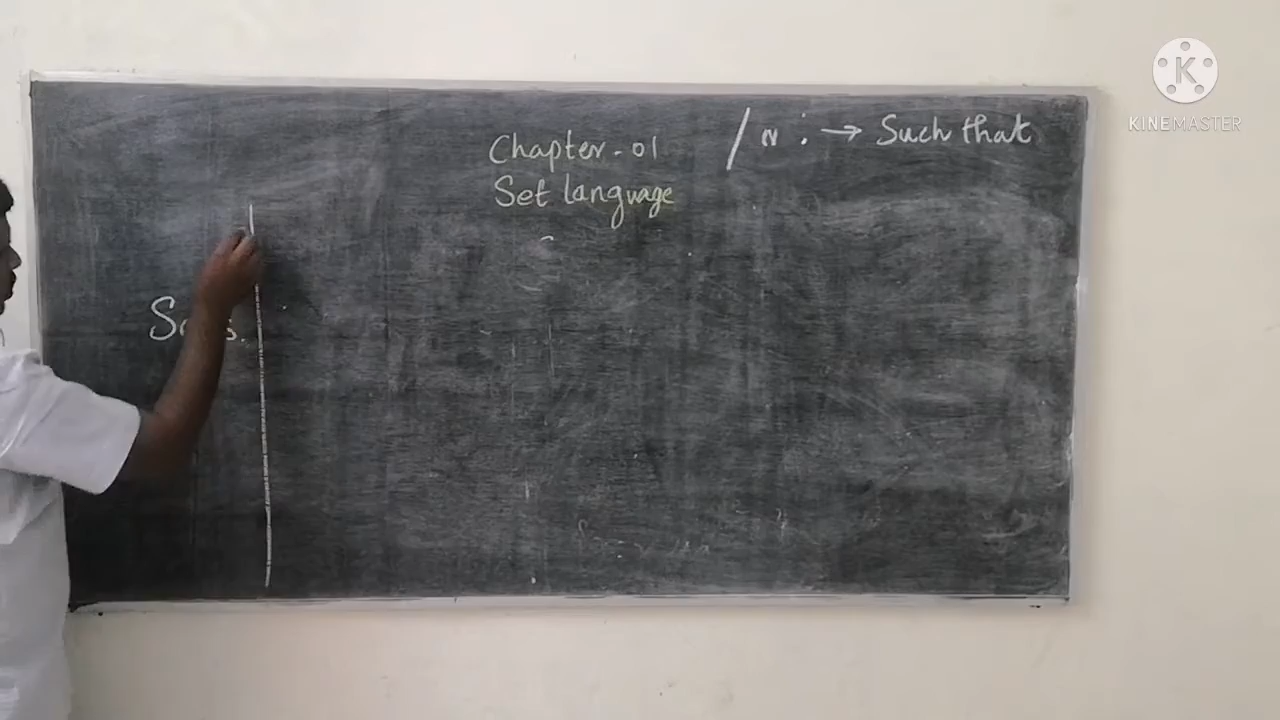 Chapter - 01
Set language
/ or : → Such that
K
KINEMASTER